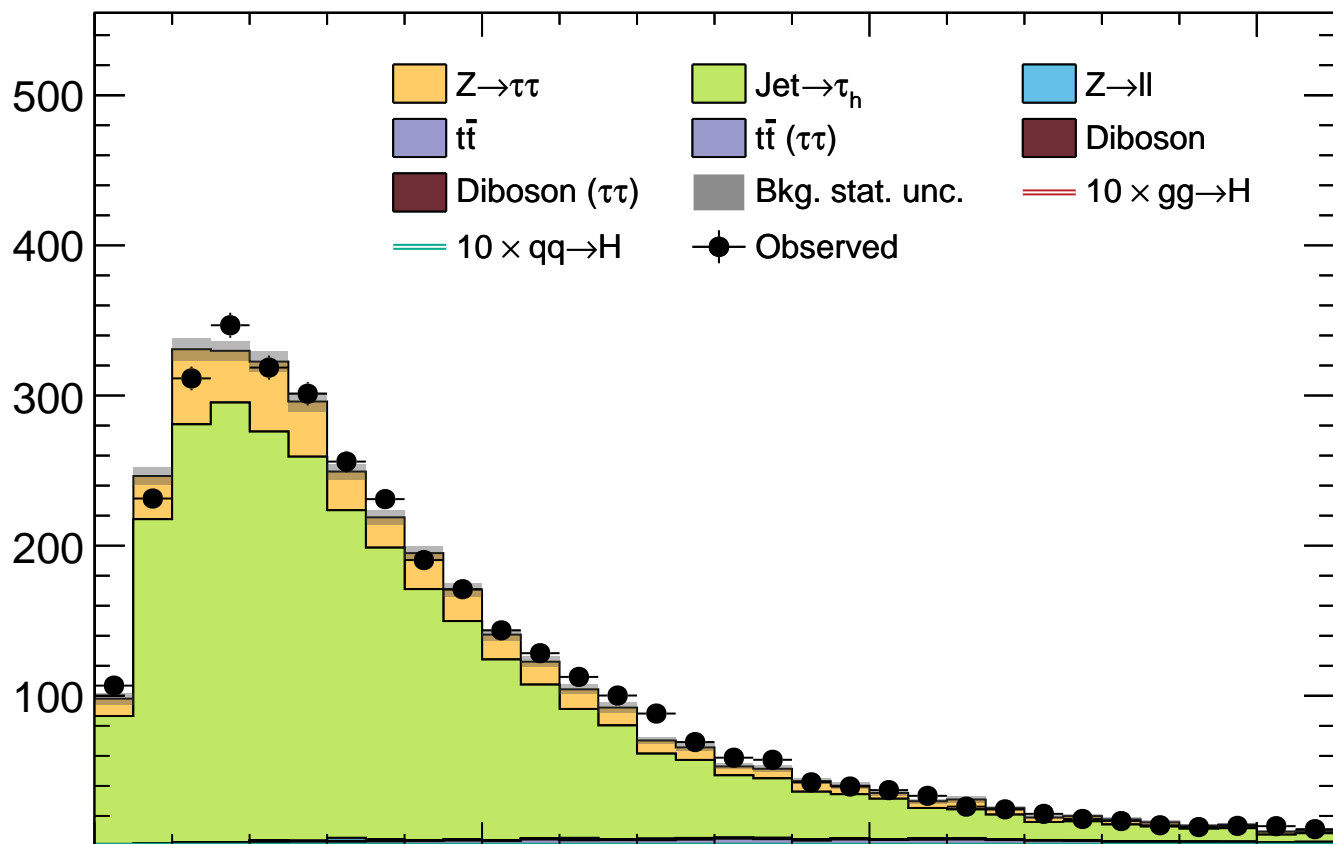 500
Z→ττ Jet→τh Z→ll
tt̄ tt̄ (ττ) Diboson
Diboson (ττ) Bkg. stat. unc. 10 × gg→H
400
10 × qq→H Observed
300
200
100